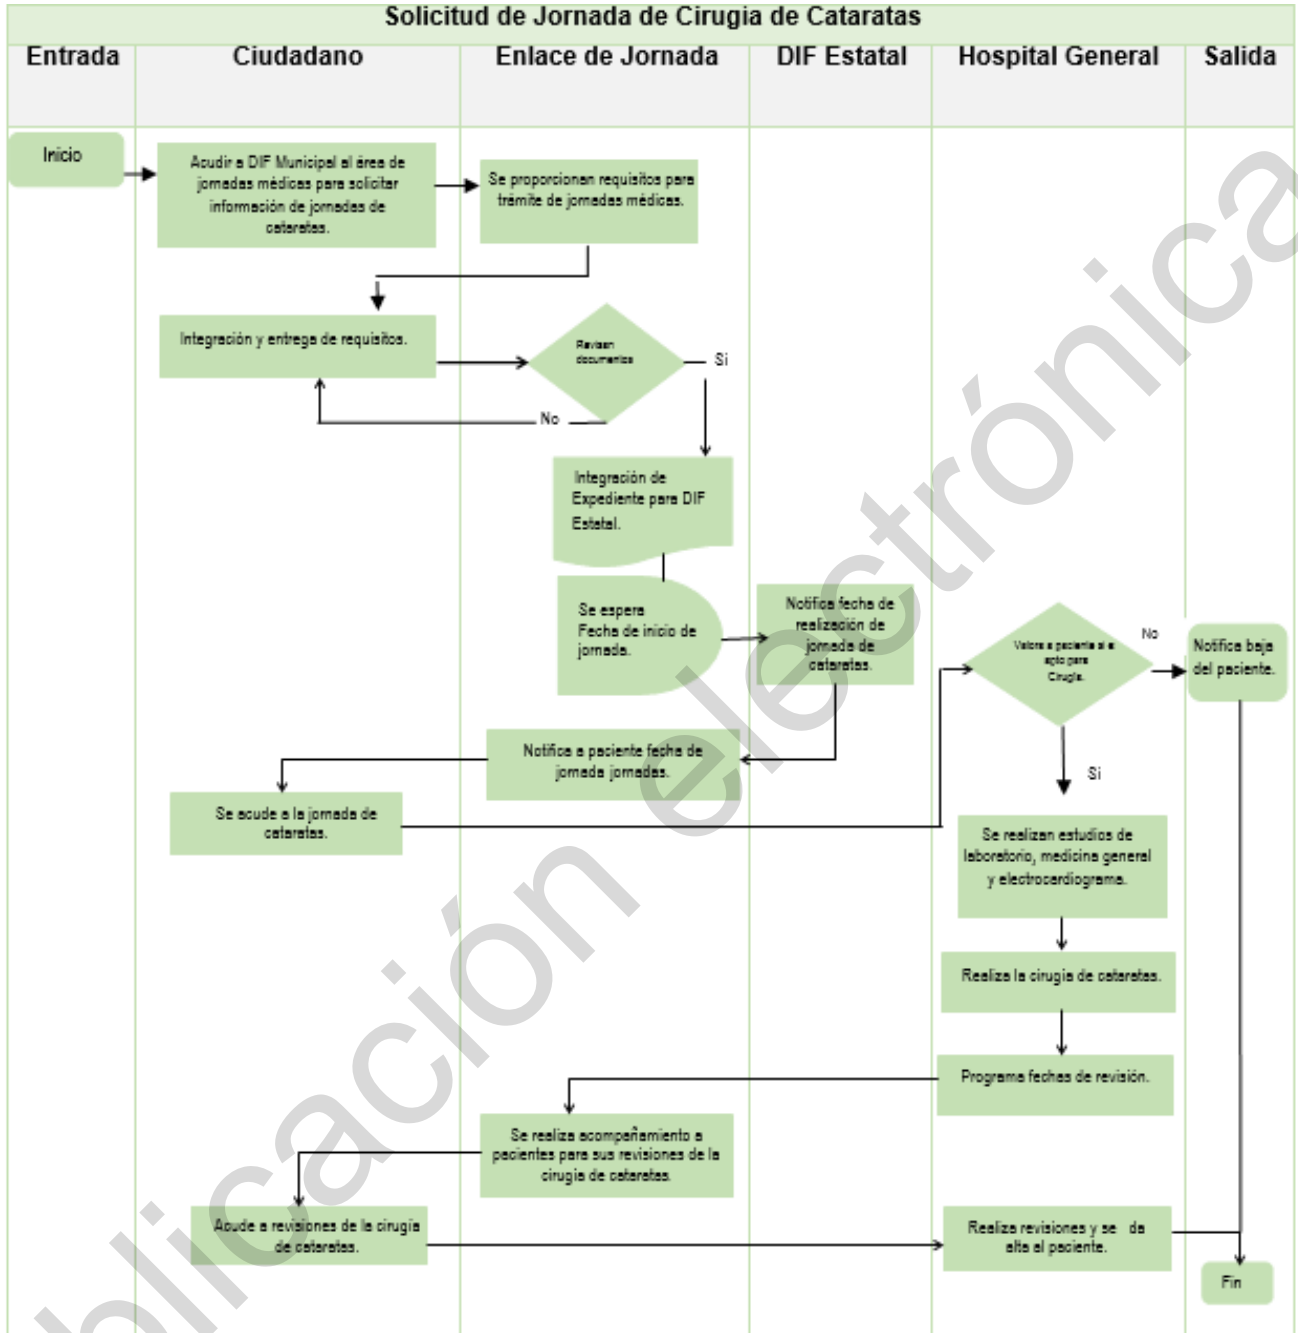 Solicitud de Jornada de Cirugia de Cataratas
Entrada
Ciudadano
Enlace de Jornada
DIF Estatal
Hospital General
Salida
Inicio
Acudir a DIF Municipal al área de
jornadas médicas para solicitar
información de jornadas de
cataratas.
Se proporcionan requisitos para
trámite de jornadas médicas.
Integración y entrega de requisitos.
Revisan
documentos
Si
No
Integración de
Expediente para DIF
Estatal.
Se espera
Fecha de inicio de
jornada.
Notifica fecha de
realización de
jornada de
cataratas.
Valora a paciente si e
apto para
Cirugía.
No
Notifica baja
del paciente.
Notifica a paciente fecha de
jornada jornadas.
Si
Se acude a la jornada de
cataratas.
Se realizan estudios de
laboratorio, medicina general
y electrocardiograma.
Realiza la cirugia de cataratas.
Programa fechas de revisión.
Se realiza acompañamiento a
pacientes para sus revisiones de la
cirugia de cataratas.
Acude a revisiones de la cirugia
de cataratas.
Realiza revisiones y se da
alta al paciente.
Fin
blicación electrónica